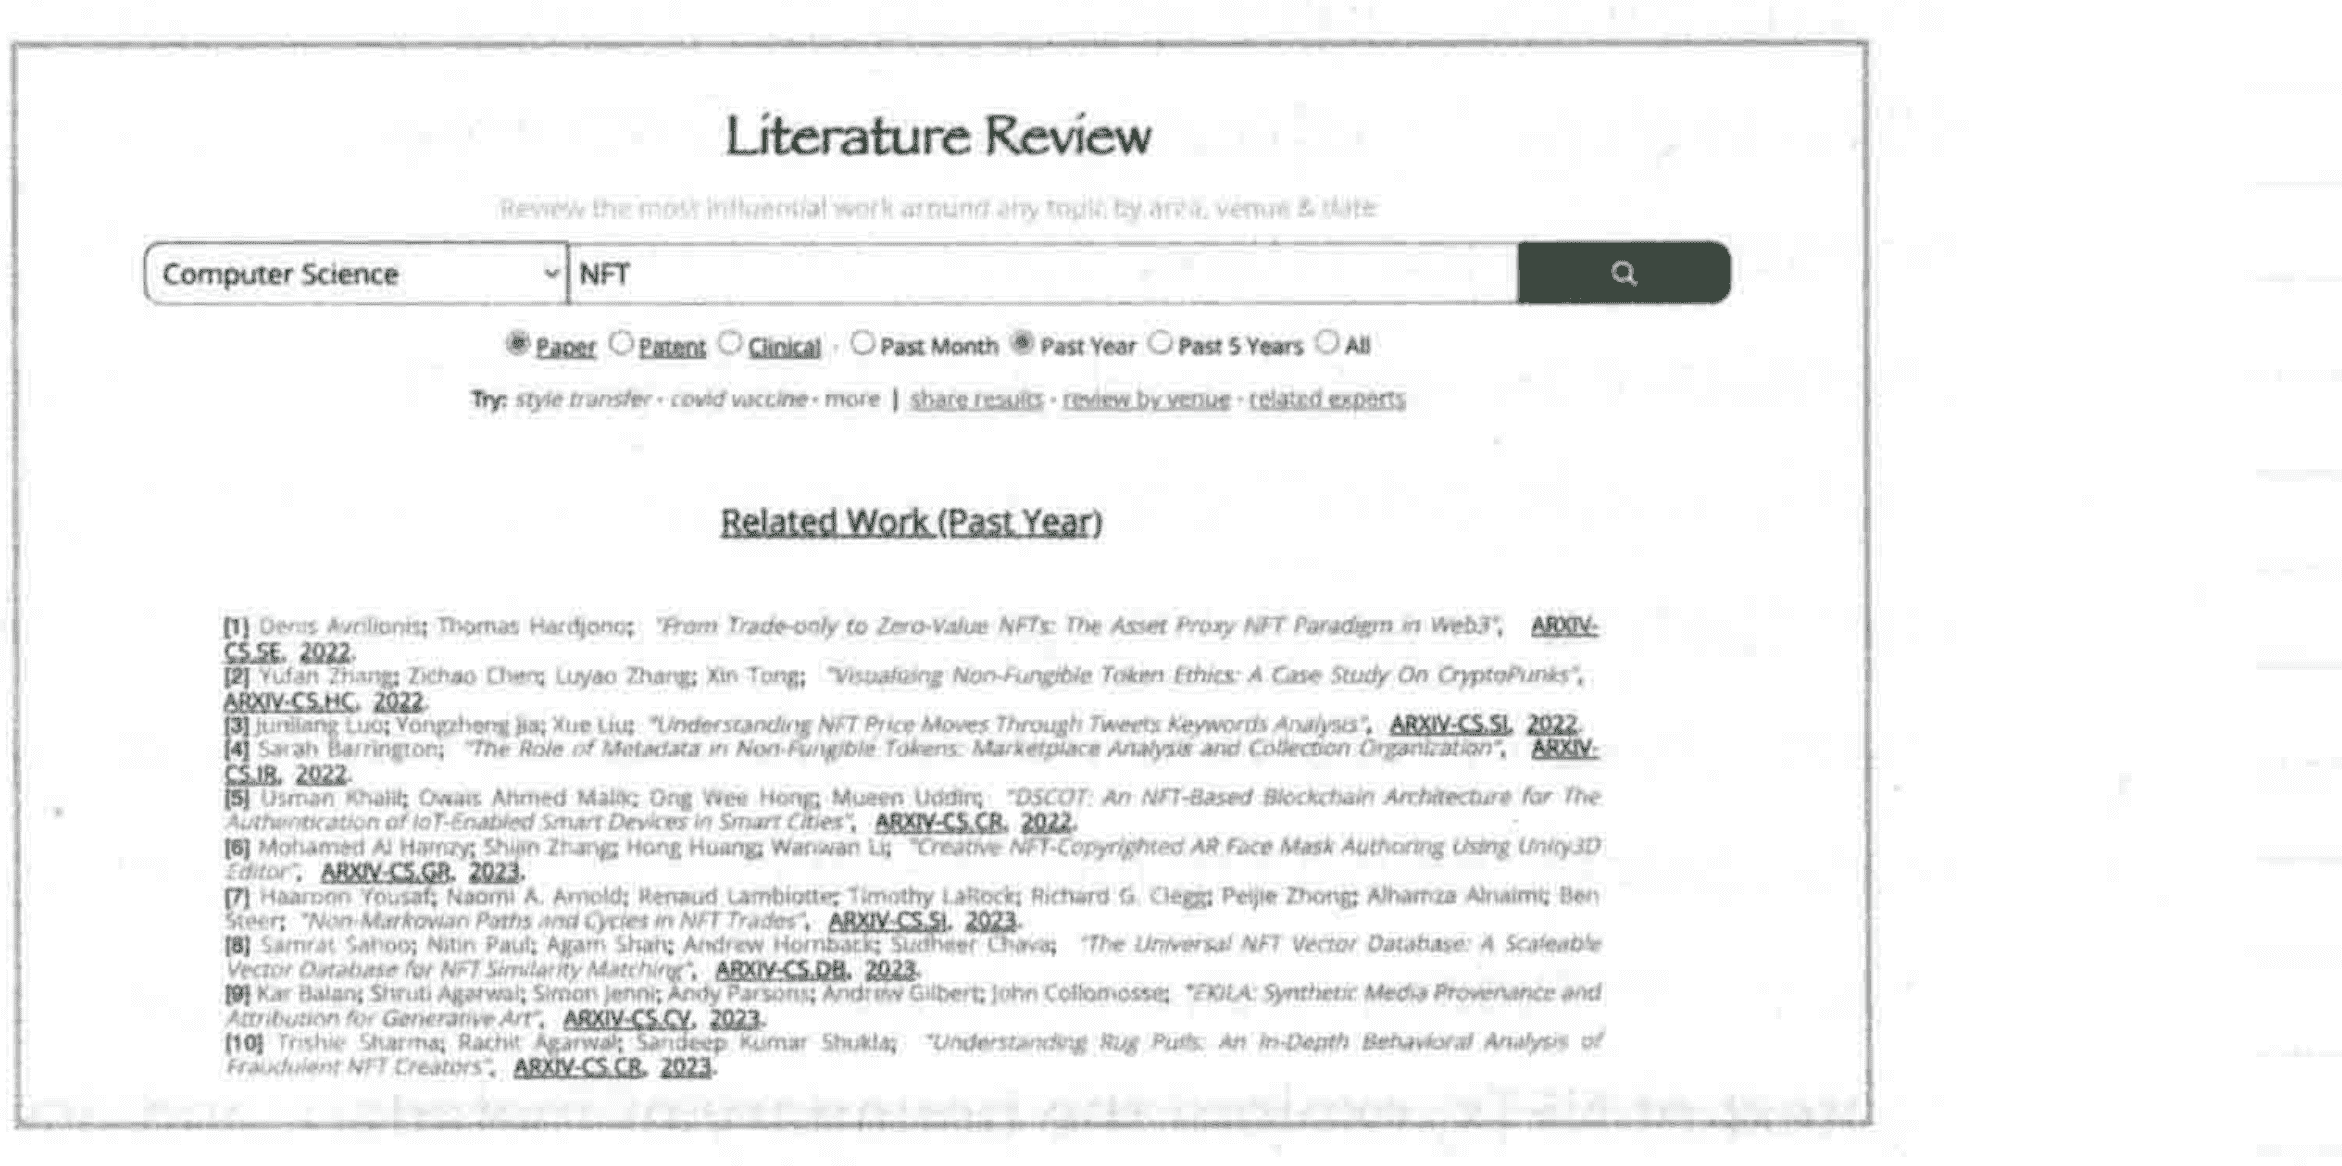 Literature Review
Review the most influential work around any topic by area, venue & date
Computer Science NFT
Paper Patent Clinical · Past Month Past Year Past 5 Years All
Try: style transfer · covid vaccine · more | share results · review by venue · related experts
Related Work (Past Year)
[1] Denis Avrilionis; Thomas Hardjono; "From Trade-only to Zero-Value NFTs: The Asset Proxy NFT Paradigm in Web3", ARXIV-
CS.SE, 2022.
[2] Yufan Zhang; Zichao Chen; Luyao Zhang; Xin Tong; "Visualizing Non-Fungible Token Ethics: A Case Study On CryptoPunks",
ARXIV-CS.HC, 2022.
[3] Junliang Luo; Yongzheng Jia; Xue Liu; "Understanding NFT Price Moves Through Tweets Keywords Analysis", ARXIV-CS.SI, 2022.
[4] Sarah Barrington; "The Role of Metadata in Non-Fungible Tokens: Marketplace Analysis and Collection Organization", ARXIV-
CS.IR, 2022.
[5] Usman Khalil; Owais Ahmed Malik; Ong Wee Hong; Mueen Uddin; "DSCOT: An NFT-Based Blockchain Architecture for The
Authentication of IoT-Enabled Smart Devices in Smart Cities", ARXIV-CS.CR, 2022.
[6] Mohamed Al Hamzy; Shijin Zhang; Hong Huang; Wanwan Li; "Creative NFT-Copyrighted AR Face Mask Authoring Using Unity3D
Editor", ARXIV-CS.GR, 2023.
[7] Haaroon Yousaf; Naomi A. Arnold; Renaud Lambiotte; Timothy LaRock; Richard G. Clegg; Peijie Zhong; Alhamza Alnaimi; Ben
Steer; "Non-Markovian Paths and Cycles in NFT Trades", ARXIV-CS.SI, 2023.
[8] Samrat Sahoo; Nitin Paul; Agam Shah; Andrew Hornback; Sudheer Chava; "The Universal NFT Vector Database: A Scaleable
Vector Database for NFT Similarity Matching", ARXIV-CS.DB, 2023.
[9] Kar Balan; Shruti Agarwal; Simon Jenni; Andy Parsons; Andrew Gilbert; John Collomosse; "EKILA: Synthetic Media Provenance and
Attribution for Generative Art", ARXIV-CS.CV, 2023.
[10] Trishie Sharma; Rachit Agarwal; Sandeep Kumar Shukla; "Understanding Rug Pulls: An In-Depth Behavioral Analysis of
Fraudulent NFT Creators", ARXIV-CS.CR, 2023.